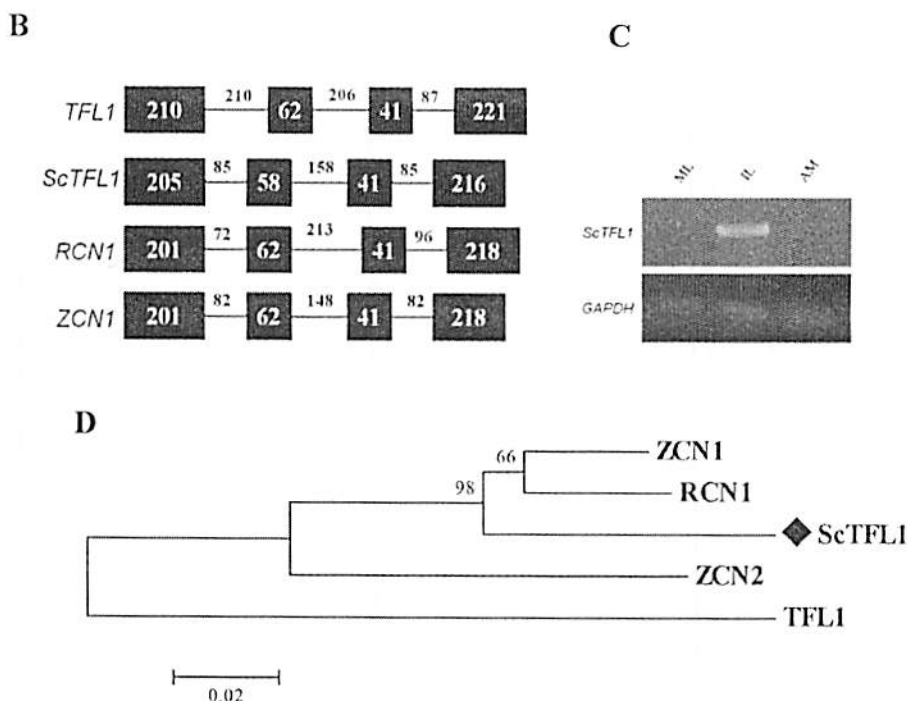 B
TFL1 210 210 62 206 41 87 221
ScTFL1 205 85 58 158 41 85 216
RCN1 201 72 62 213 41 96 218
ZCN1 201 82 62 148 41 82 218
C
ML IL AM
ScTFL1
GAPDH
D
66 ZCN1
RCN1
98
ScTFL1
ZCN2
TFL1
0.02